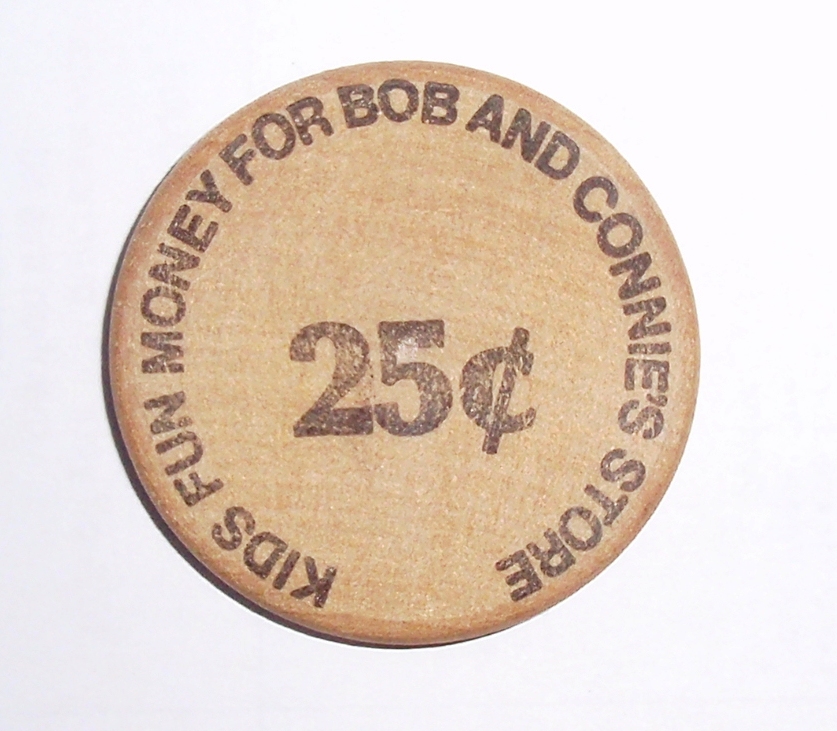 KIDS FUN MONEY FOR BOB AND CONNIE'S STORE
25¢